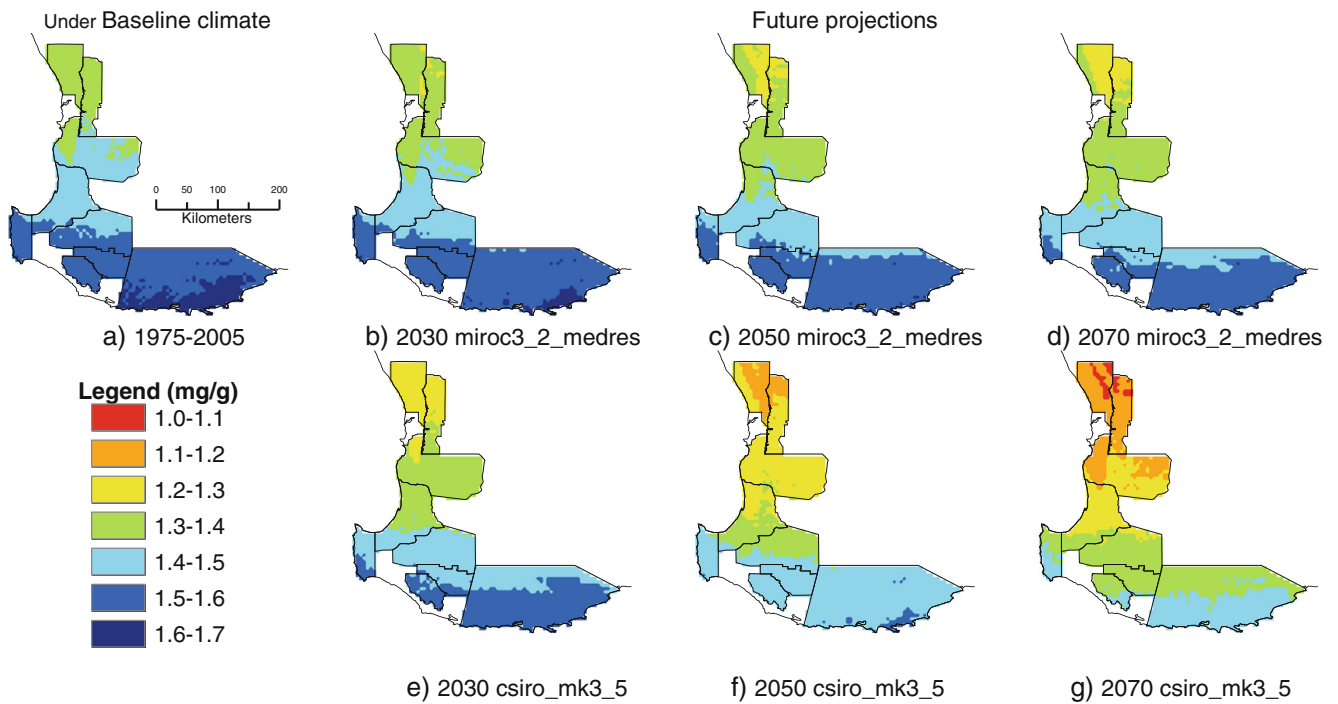 Under Baseline climate
Future projections
0 50 100 200
Kilometers
a) 1975-2005
b) 2030 miroc3_2_medres
c) 2050 miroc3_2_medres
d) 2070 miroc3_2_medres
Legend (mg/g)
1.0-1.1
1.1-1.2
1.2-1.3
1.3-1.4
1.4-1.5
1.5-1.6
1.6-1.7
e) 2030 csiro_mk3_5
f) 2050 csiro_mk3_5
g) 2070 csiro_mk3_5